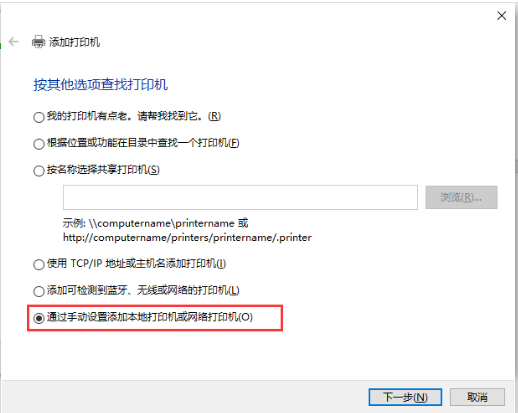 添加打印机
按其他选项查找打印机
我的打印机有点老。请帮我找到它。(R)
根据位置或功能在目录中查找一个打印机(F)
按名称选择共享打印机(S)
浏览(R)...
示例: \\computername\printername 或
http://computername/printers/printername/.printer
使用 TCP/IP 地址或主机名添加打印机(I)
添加可检测到蓝牙、无线或网络的打印机(L)
通过手动设置添加本地打印机或网络打印机(O)
下一步(N)
取消